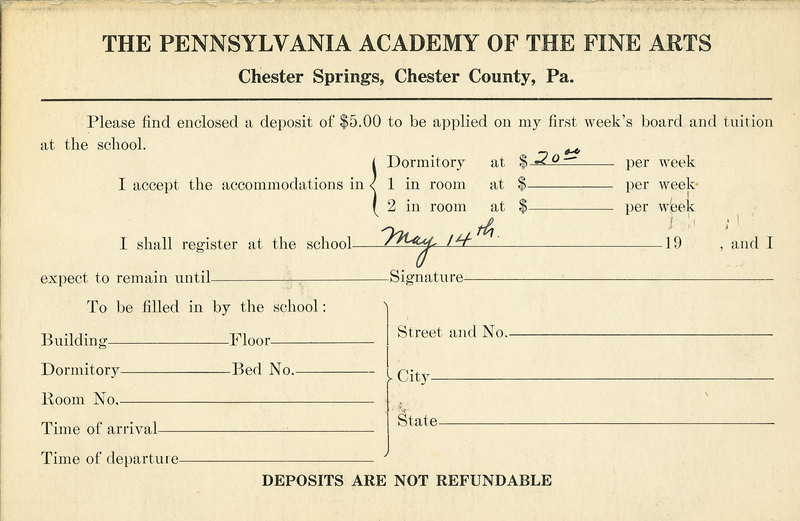 THE PENNSYLVANIA ACADEMY OF THE FINE ARTS
Chester Springs, Chester County, Pa.
Please find enclosed a deposit of $5.00 to be applied on my first week's board and tuition
at the school.
I accept the accommodations in
Dormitory at $ 20.00 per week
1 in room at $ per week
2 in room at $ per week
I shall register at the school May 14th. 19 , and I
expect to remain until Signature
To be filled in by the school:
Building Floor
Dormitory Bed No.
Room No.
Time of arrival
Time of departure
Street and No.
City
State
DEPOSITS ARE NOT REFUNDABLE